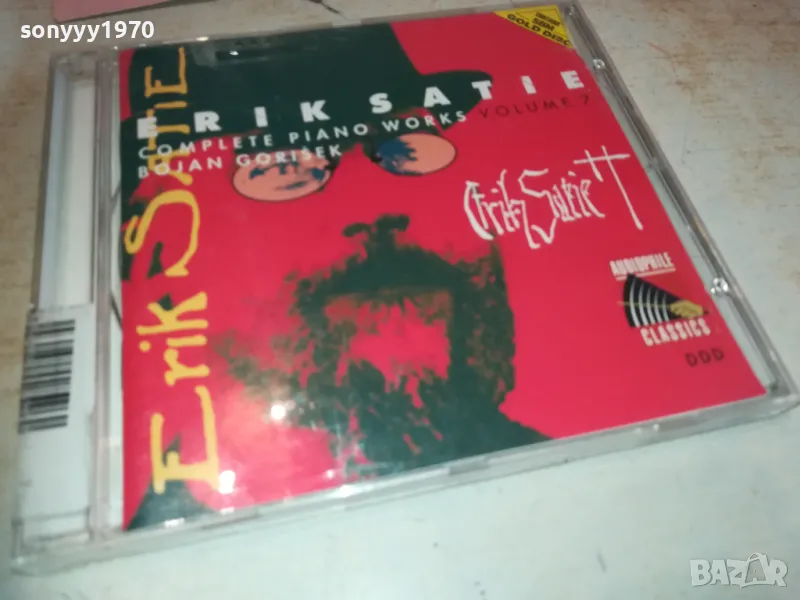 sonyyy1970
SBM
GOLD DISC
ERIK SATIE
COMPLETE PIANO WORKS VOLUME 7
BOJAN GORIŠEK
Erik SATIE
Erik Satie
AUDIOPHILE
CLASSICS
DDD
BAZAR